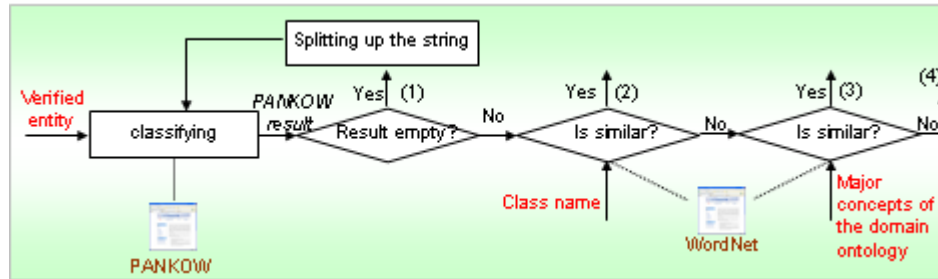 Splitting up the string
Verified
entity
classifying
PANKOW
result
Yes
(1)
Result empty?
No
Yes
(2)
Is similar?
No
Yes
(3)
Is similar?
(4)
No
Class name
Major
concepts of
the domain
ontology
PANKOW
WordNet